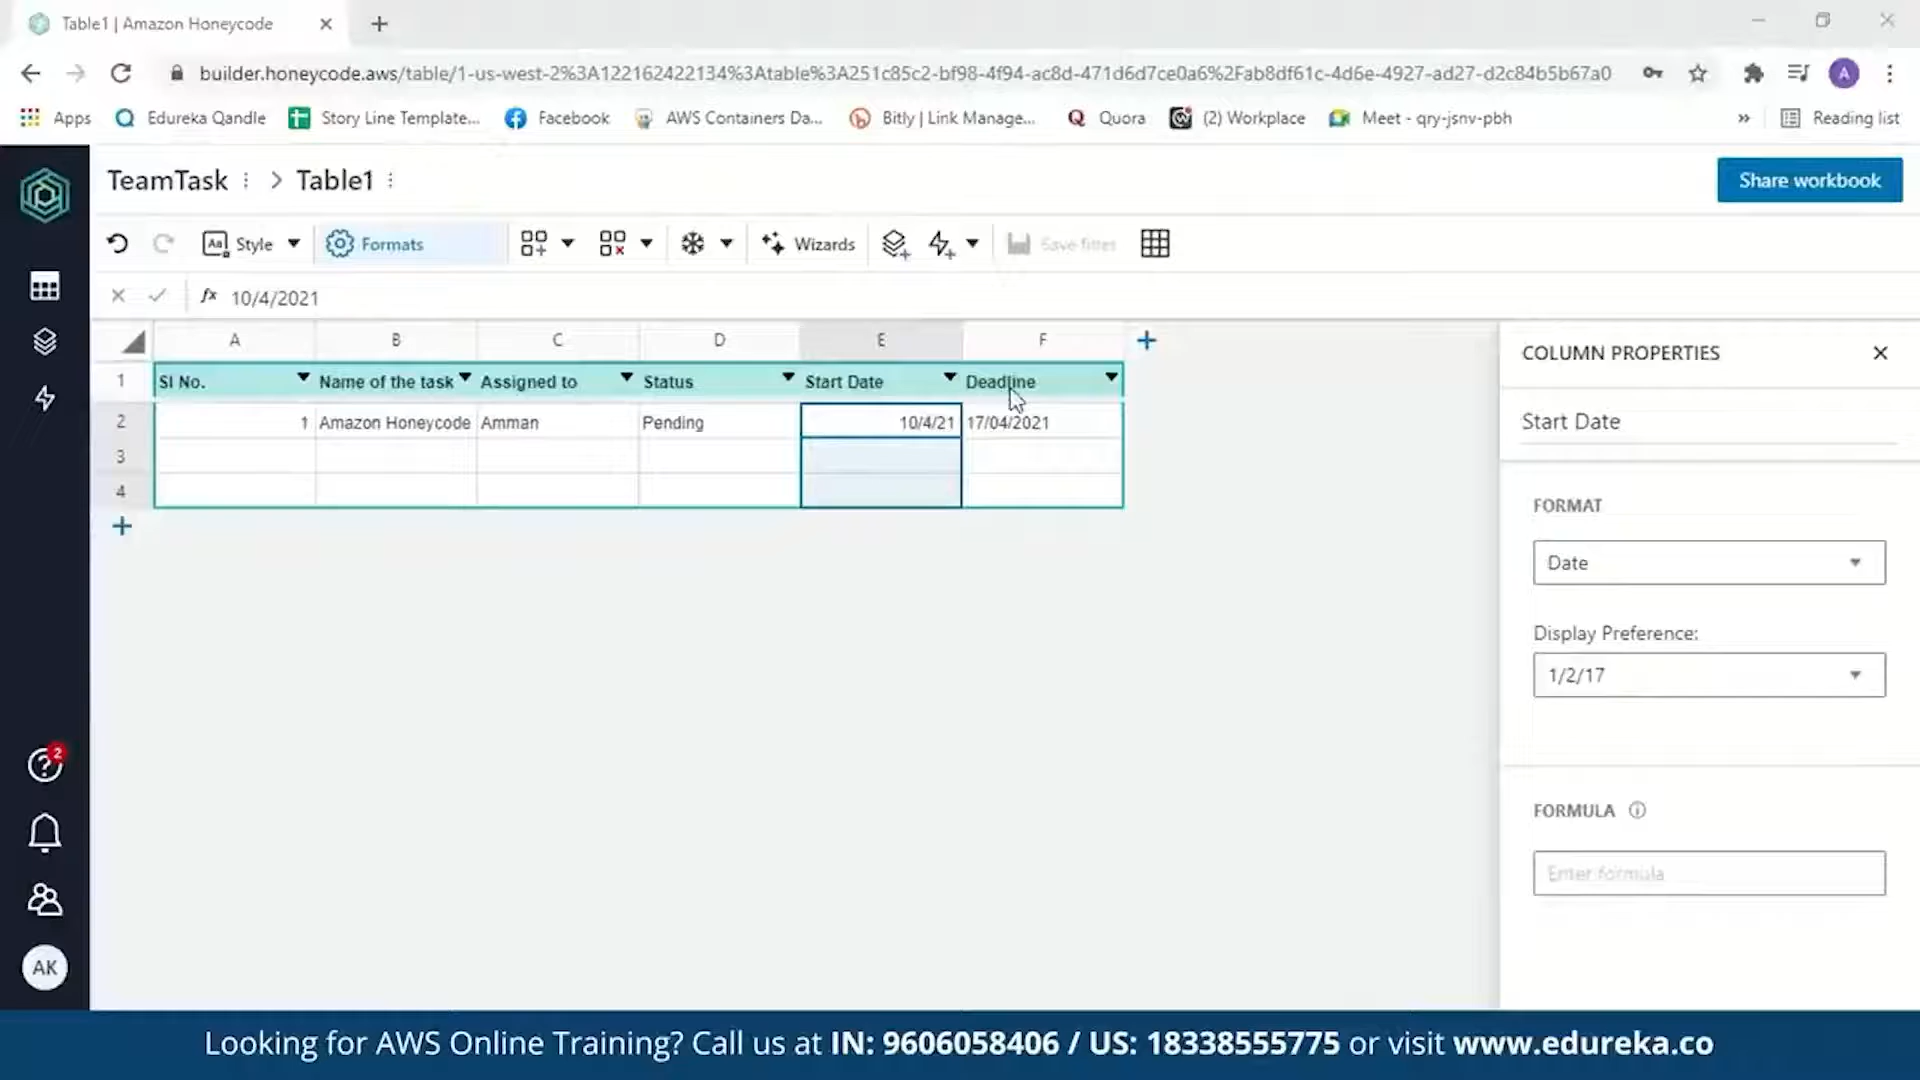 Table1 | Amazon Honeycode
builder.honeycode.aws/table/1-us-west-2%3A122162422134%3Atable%3A251c85c2-bf98-4f94-ac8d-471d6d7ce0a6%2Fab8df61c-4d6e-4927-ad27-d2c84b5b67a0
A
Apps Edureka Qandle Story Line Template... Facebook AWS Containers Da... Bitly | Link Manage... Quora (2) Workplace Meet - qry-jsnv-pbh » Reading list
TeamTask > Table1
Share workbook
Aa Style Formats Wizards Save filter
fx 10/4/2021
A B C D E F
1 Sl No. Name of the task Assigned to Status Start Date Deadline
2 1 Amazon Honeycode Amman Pending 10/4/21 17/04/2021
3
4
COLUMN PROPERTIES
Start Date
FORMAT
Date
Display Preference:
1/2/17
FORMULA
Enter formula
2
AK
Looking for AWS Online Training? Call us at IN: 9606058406 / US: 18338555775 or visit www.edureka.co